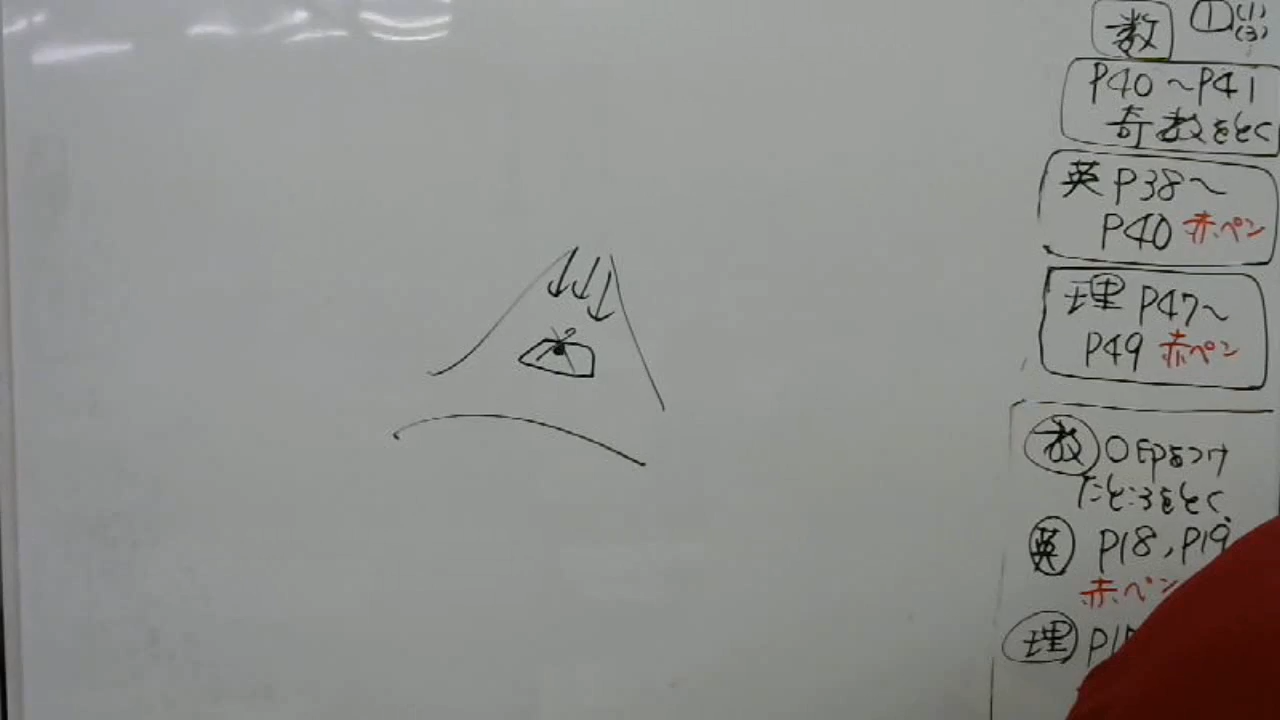 数 ①(1)
(3)
P40～P41
奇数をとく
英 P38～
P40 赤ペン
理 P47～
P49 赤ペン
数 ○印をつけ
たところをとく。
英 P18, P19
赤ペン
理